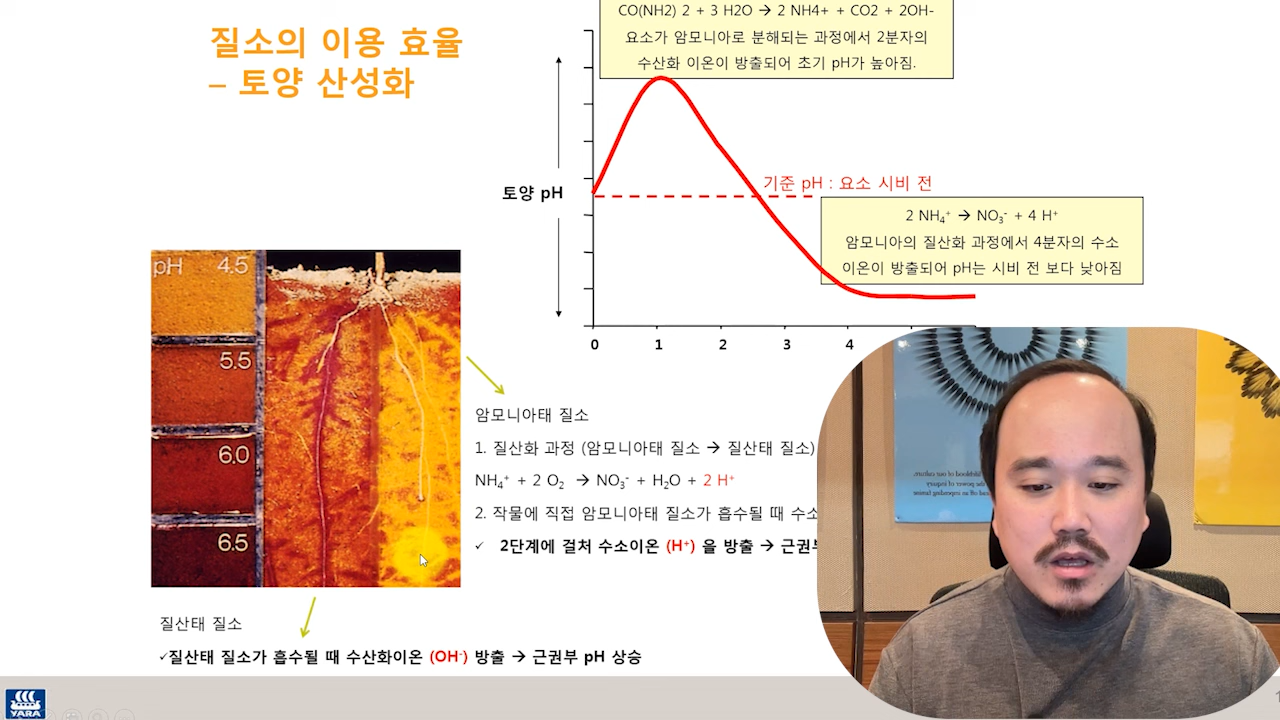 질소의 이용 효율
– 토양 산성화
CO(NH2) 2 + 3 H2O → 2 NH4+ + CO2 + 2OH-
요소가 암모니아로 분해되는 과정에서 2분자의
수산화 이온이 방출되어 초기 pH가 높아짐.
토양 pH
기준 pH : 요소 시비 전
2 NH₄⁺ → NO₃⁻ + 4 H⁺
암모니아의 질산화 과정에서 4분자의 수소
이온이 방출되어 pH는 시비 전 보다 낮아짐
0 1 2 3 4
pH 4.5
5.5
6.0
6.5
암모니아태 질소
1. 질산화 과정 (암모니아태 질소 → 질산태 질소)
NH₄⁺ + 2 O₂ → NO₃⁻ + H₂O + 2 H⁺
2. 작물에 직접 암모니아태 질소가 흡수될 때 수소
✓ 2단계에 걸처 수소이온 (H⁺) 을 방출 → 근권부
질산태 질소
✓질산태 질소가 흡수될 때 수산화이온 (OH⁻) 방출 → 근권부 pH 상승
YARA